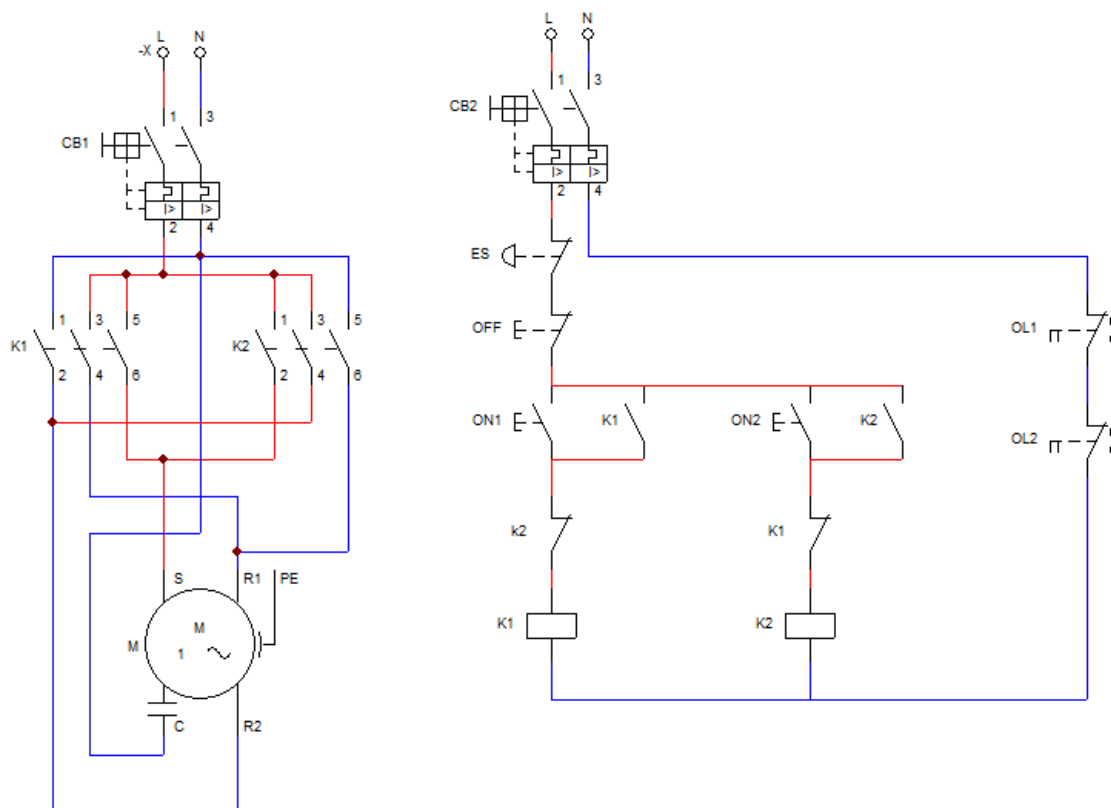 L N
-X
1 3
CB1
I> I>
2 4
1 3 5
K1
2 4 6
1 3 5
K2
2 4 6
S R1 PE
M
M
1
C R2
L N
1 3
CB2
I> I>
2 4
ES
OFF
OL1
ON1 K1 ON2 K2
OL2
k2 K1
K1 K2